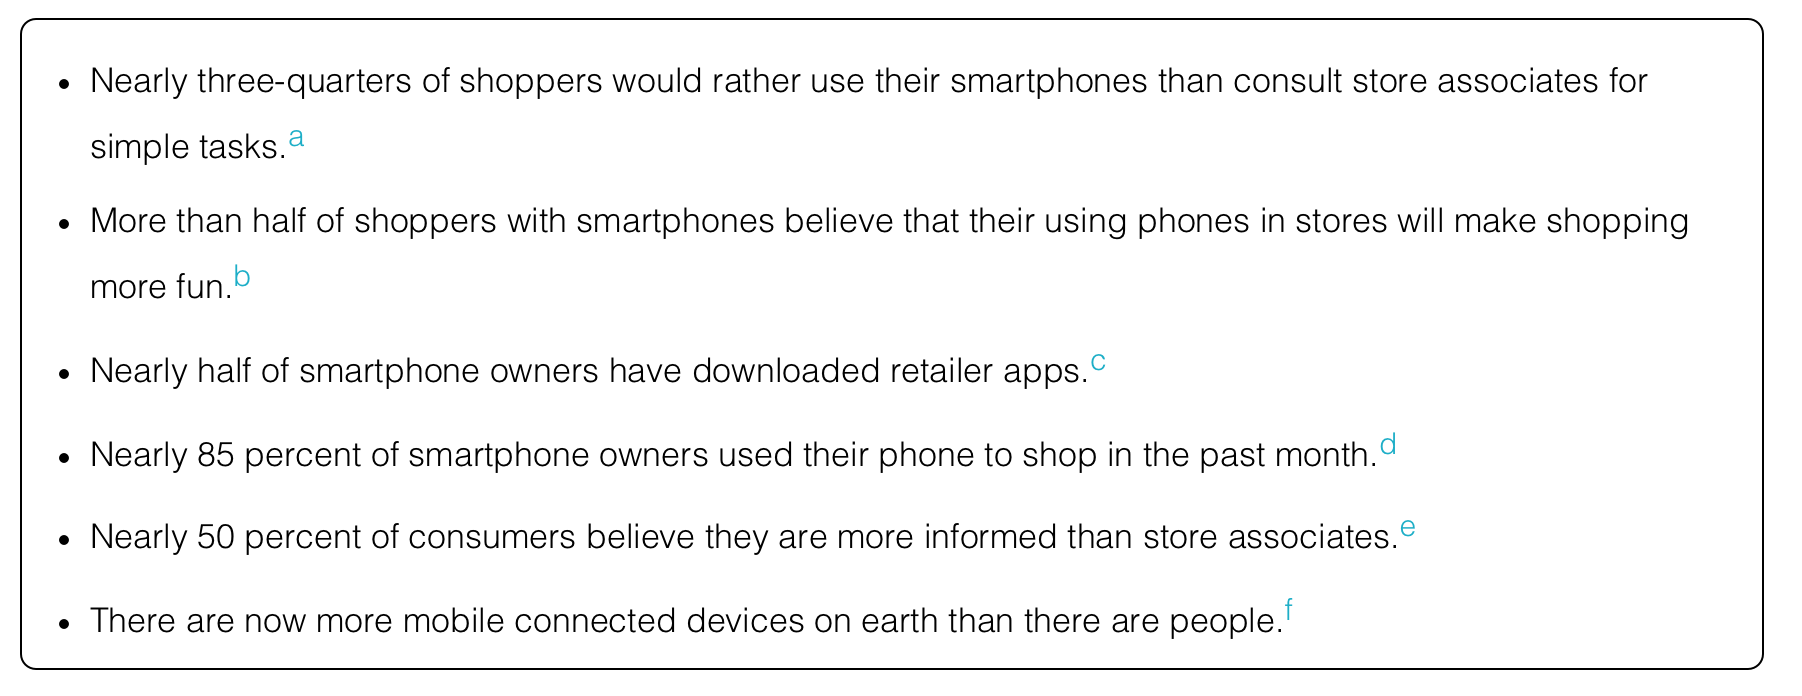 • Nearly three-quarters of shoppers would rather use their smartphones than consult store associates for
simple tasks.a
• More than half of shoppers with smartphones believe that their using phones in stores will make shopping
more fun.b
• Nearly half of smartphone owners have downloaded retailer apps.c
• Nearly 85 percent of smartphone owners used their phone to shop in the past month.d
• Nearly 50 percent of consumers believe they are more informed than store associates.e
• There are now more mobile connected devices on earth than there are people.f